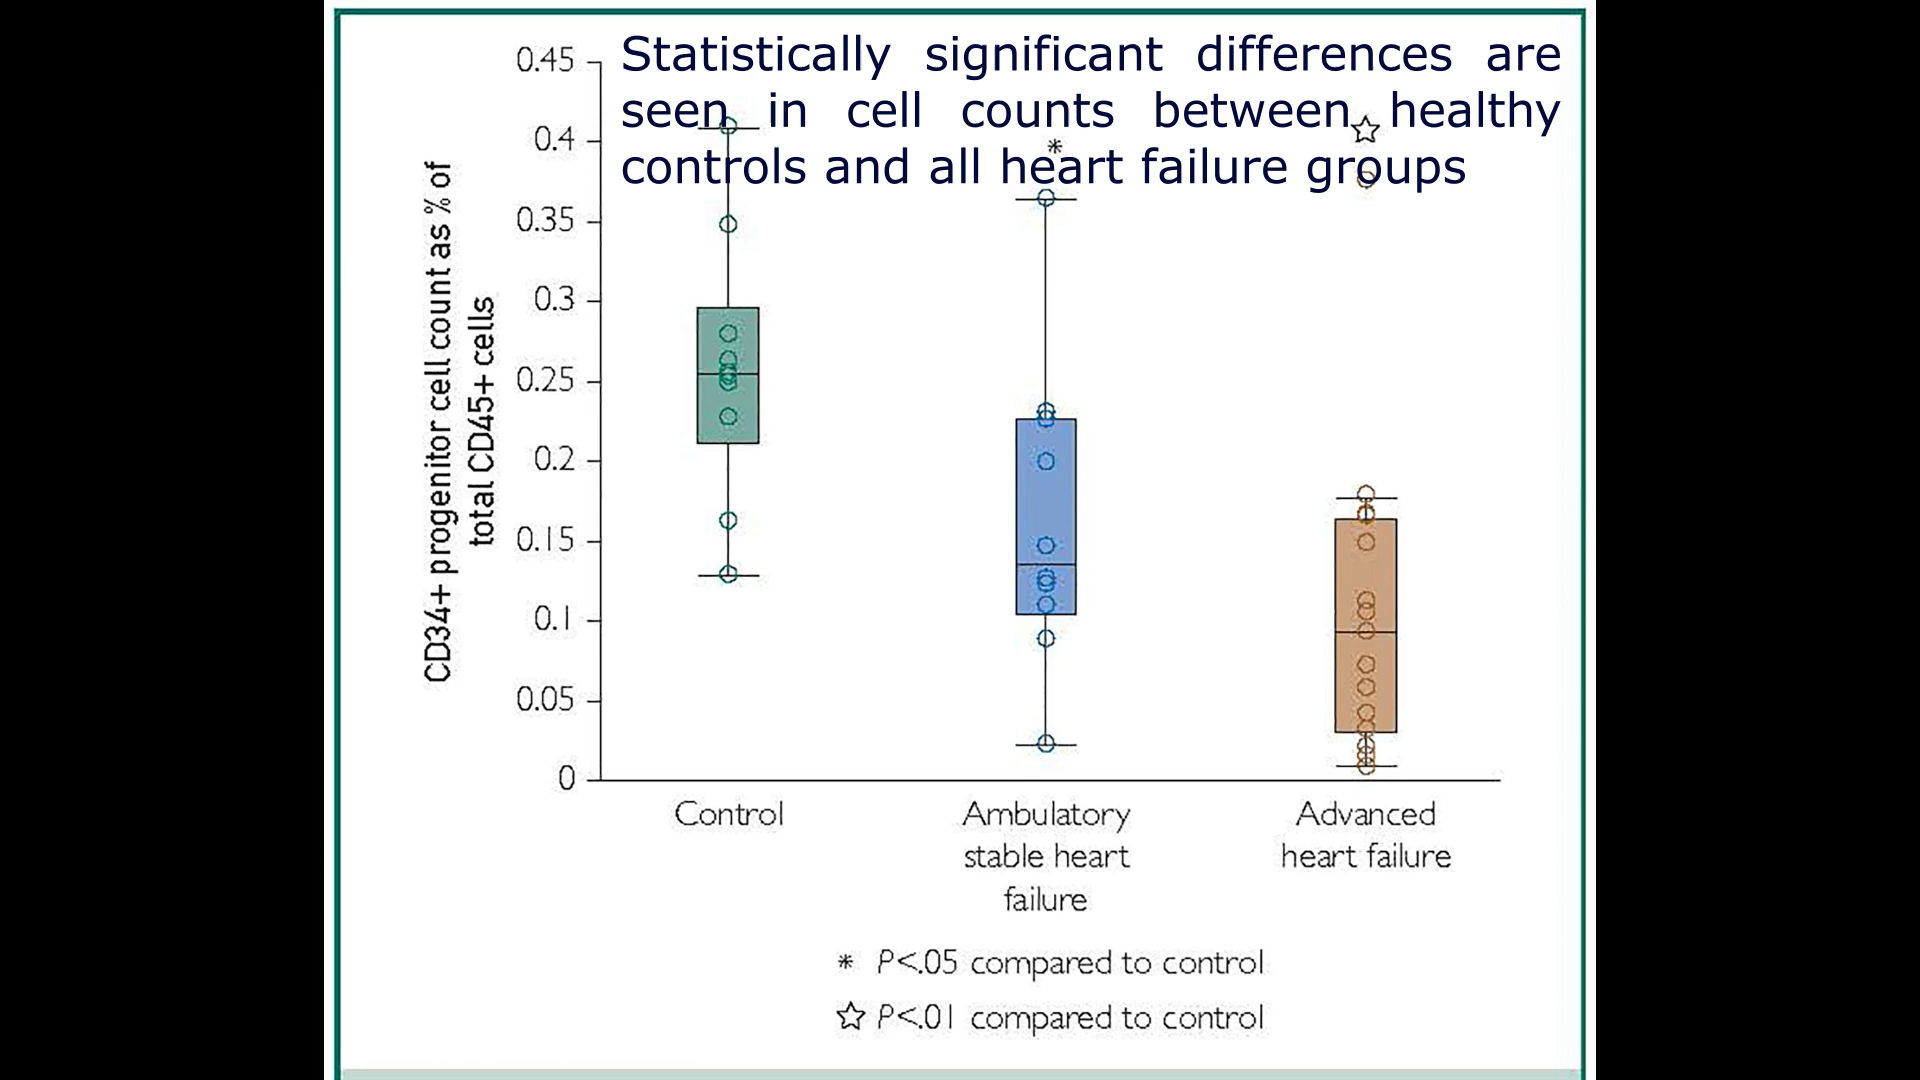 Statistically significant differences are
seen in cell counts between healthy
controls and all heart failure groups
CD34+ progenitor cell count as % of
total CD45+ cells
0.45
0.4
0.35
0.3
0.25
0.2
0.15
0.1
0.05
0
Control
Ambulatory
stable heart
failure
Advanced
heart failure
* P<.05 compared to control
☆ P<.01 compared to control